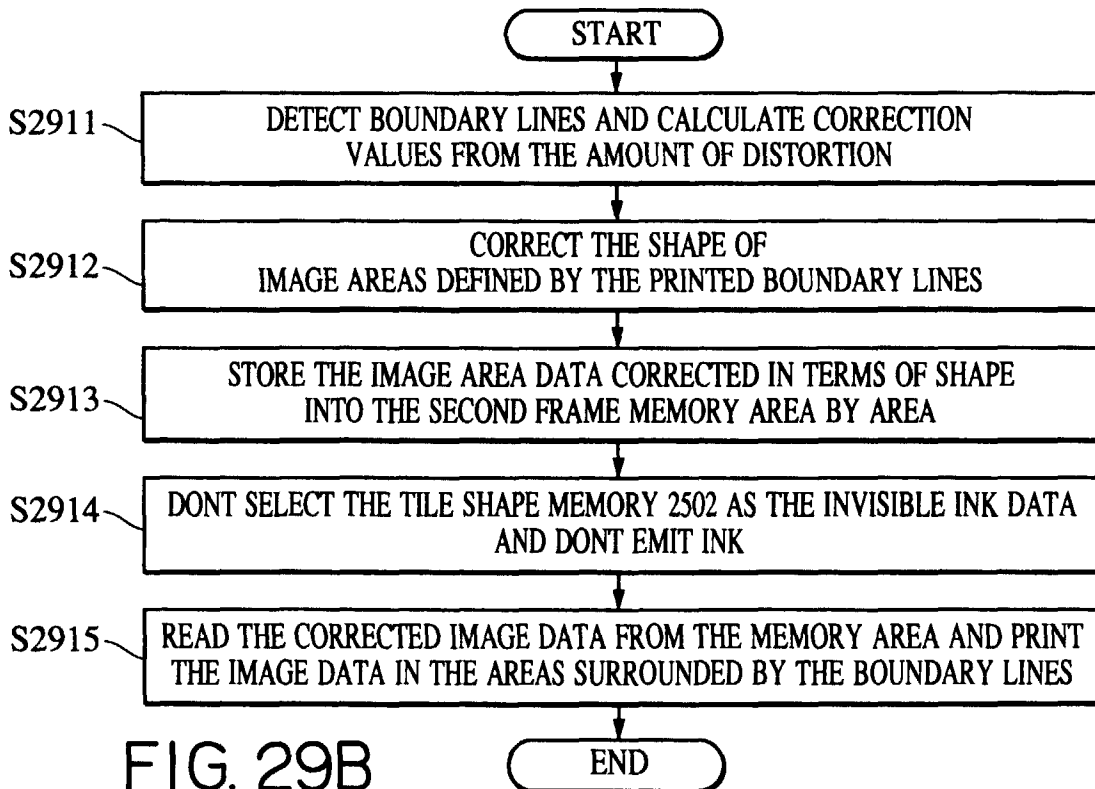 START
S2911
DETECT BOUNDARY LINES AND CALCULATE CORRECTION
VALUES FROM THE AMOUNT OF DISTORTION
S2912
CORRECT THE SHAPE OF
IMAGE AREAS DEFINED BY THE PRINTED BOUNDARY LINES
S2913
STORE THE IMAGE AREA DATA CORRECTED IN TERMS OF SHAPE
INTO THE SECOND FRAME MEMORY AREA BY AREA
S2914
DONT SELECT THE TILE SHAPE MEMORY 2502 AS THE INVISIBLE INK DATA
AND DONT EMIT INK
S2915
READ THE CORRECTED IMAGE DATA FROM THE MEMORY AREA AND PRINT
THE IMAGE DATA IN THE AREAS SURROUNDED BY THE BOUNDARY LINES
END
FIG. 29B